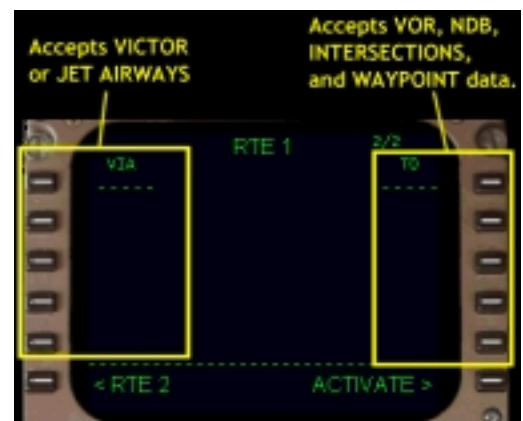 Accepts VICTOR
or JET AIRWAYS
Accepts VOR, NDB,
INTERSECTIONS,
and WAYPOINT data.
RTE 1 2/2
VIA TO
----- -----
< RTE 2 ACTIVATE >